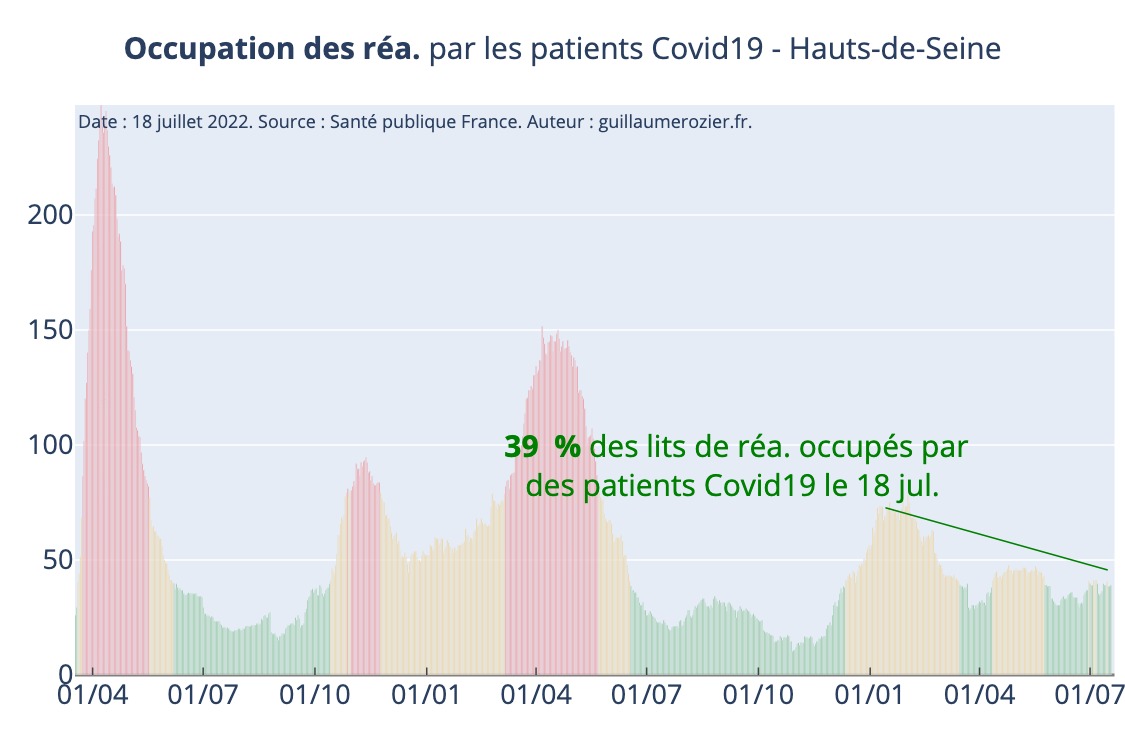 Occupation des réa. par les patients Covid19 - Hauts-de-Seine
Date : 18 juillet 2022. Source : Santé publique France. Auteur : guillaumerozier.fr.
200
150
100
50
0
39 % des lits de réa. occupés par
des patients Covid19 le 18 jul.
01/04 01/07 01/10 01/01 01/04 01/07 01/10 01/01 01/04 01/07